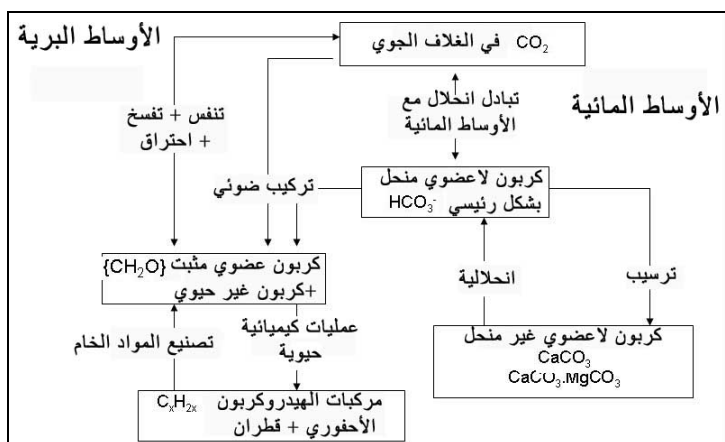 الأوساط البرية
CO₂ في الغلاف الجوي
تنفس + تفسخ
+ احتراق
تبادل انحلال مع
الأوساط المائية
الأوساط المائية
تركيب ضوئي
كربون لاعضوي منحل
بشكل رئيسي HCO₃⁻
كربون عضوي مثبت {CH₂O}
+كربون غير حيوي
انحلالية
ترسيب
تصنيع المواد الخام
عمليات كيميائية
حيوية
كربون لاعضوي غير منحل
CaCO₃
CaCO₃.MgCO₃
مركبات الهيدروكربون CₓH₂ₓ
الأحفوري + قطران